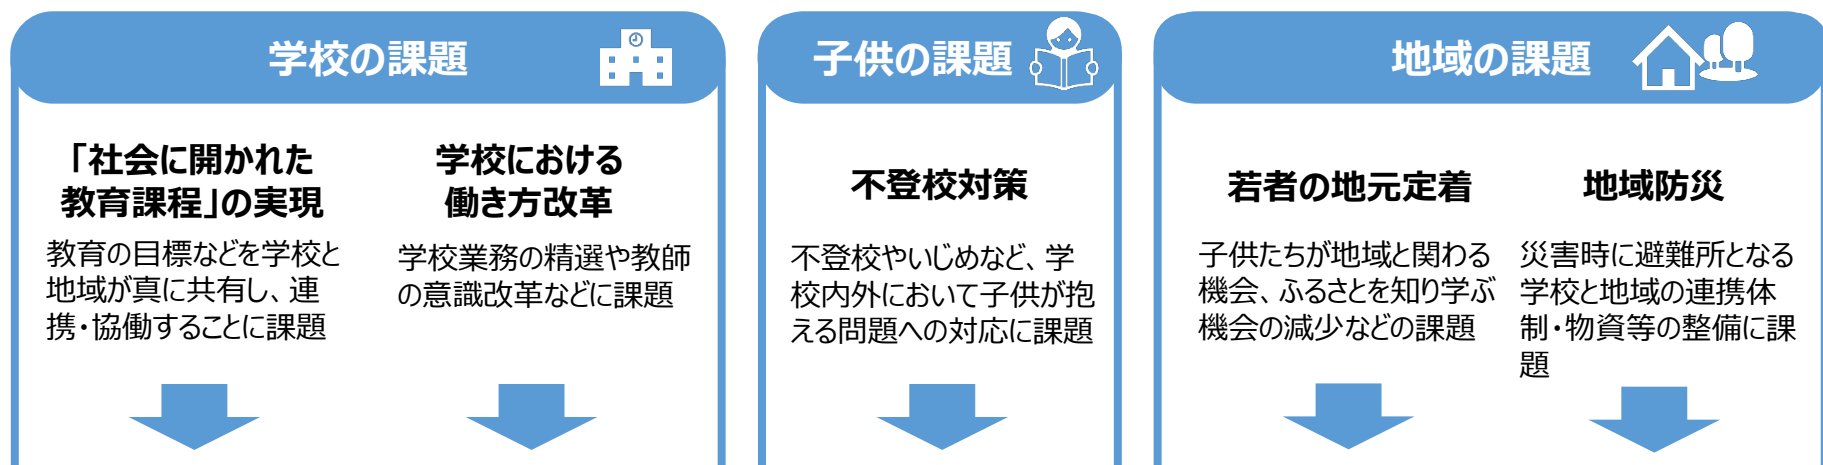 学校の課題
「社会に開かれた
教育課程」の実現
教育の目標などを学校と
地域が真に共有し、連
携・協働することに課題
学校における
働き方改革
学校業務の精選や教師
の意識改革などに課題
子供の課題
不登校対策
不登校やいじめなど、学
校内外において子供が抱
える問題への対応に課題
地域の課題
若者の地元定着
子供たちが地域と関わる
機会、ふるさとを知り学ぶ
機会の減少などの課題
地域防災
災害時に避難所となる
学校と地域の連携体
制・物資等の整備に課
題